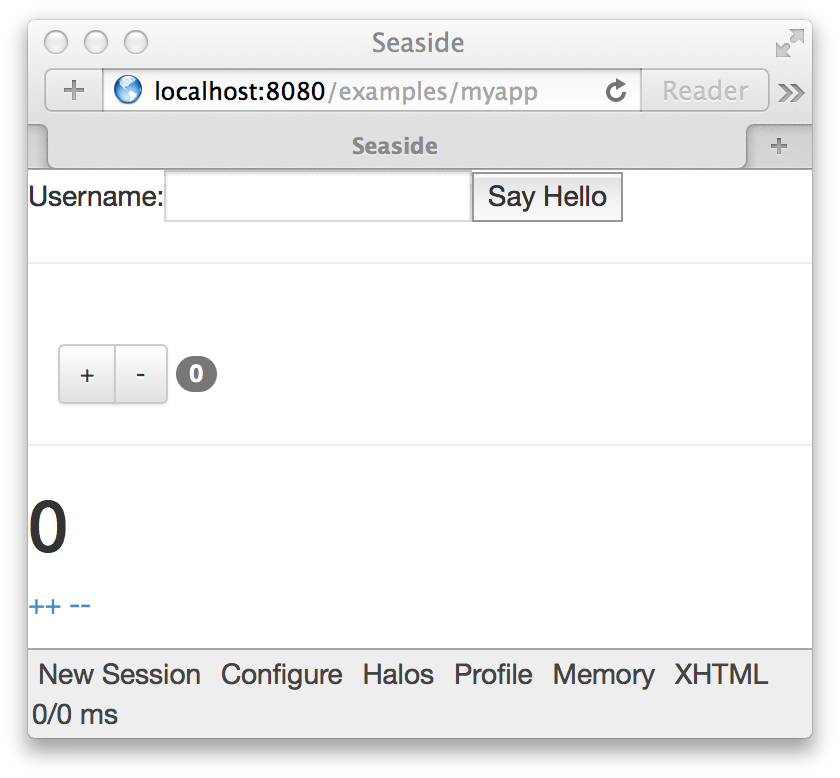 Seaside
+ localhost:8080/examples/myapp Reader »
Seaside +
Username: Say Hello
+ - 0
0
++ --
New Session Configure Halos Profile Memory XHTML
0/0 ms